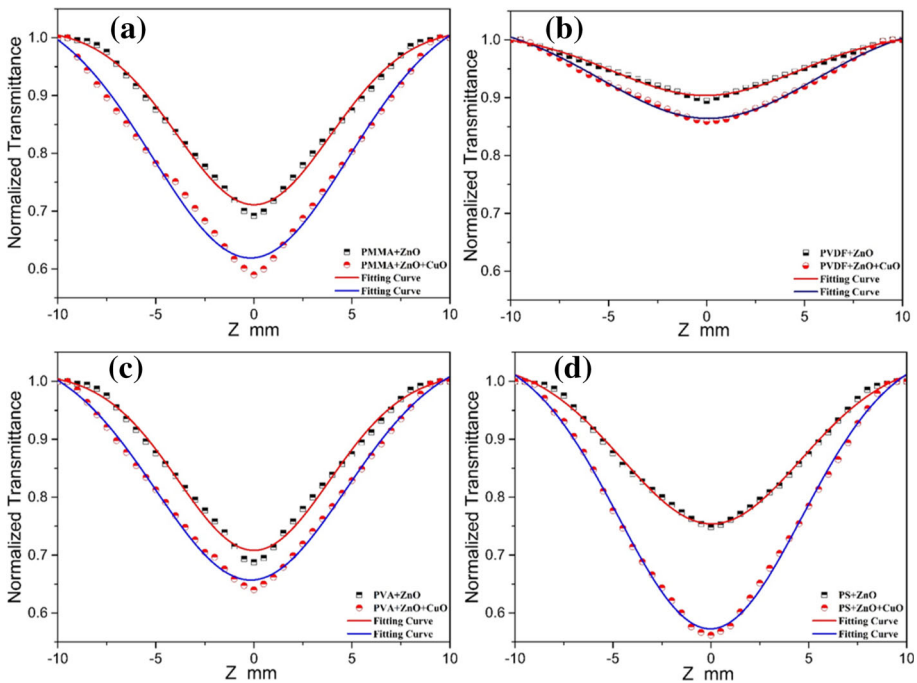 (a)
Normalized Transmittance
1.0
0.9
0.8
0.7
0.6
PMMA+ZnO
PMMA+ZnO+CuO
Fitting Curve
Fitting Curve
-10
-5
0
5
10
Z mm
(b)
Normalized Transmittance
1.0
0.9
0.8
0.7
0.6
PVDF+ZnO
PVDF+ZnO+CuO
Fitting Curve
Fitting Curve
-10
-5
0
5
10
Z mm
(c)
Normalized Transmittance
1.0
0.9
0.8
0.7
0.6
PVA+ZnO
PVA+ZnO+CuO
Fitting Curve
Fitting Curve
-10
-5
0
5
10
Z mm
(d)
Normalized Transmittance
1.0
0.9
0.8
0.7
0.6
PS+ZnO
PS+ZnO+CuO
Fitting Curve
Fitting Curve
-10
-5
0
5
10
Z mm